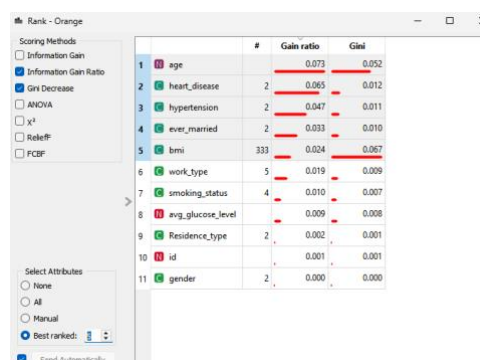 Rank - Orange
Scoring Methods
Information Gain
Information Gain Ratio
Gini Decrease
ANOVA
X²
ReliefF
FCBF
# Gain ratio Gini
1 N age 0.073 0.052
2 C heart_disease 2 0.065 0.012
3 C hypertension 2 0.047 0.011
4 C ever_married 2 0.033 0.010
5 C bmi 333 0.024 0.067
6 C work_type 5 0.019 0.009
7 C smoking_status 4 0.010 0.007
8 N avg_glucose_level 0.009 0.008
9 C Residence_type 2 0.002 0.001
10 N id 0.001 0.001
11 C gender 2 0.000 0.000
Select Attributes
None
All
Manual
Best ranked:
Send Automatically